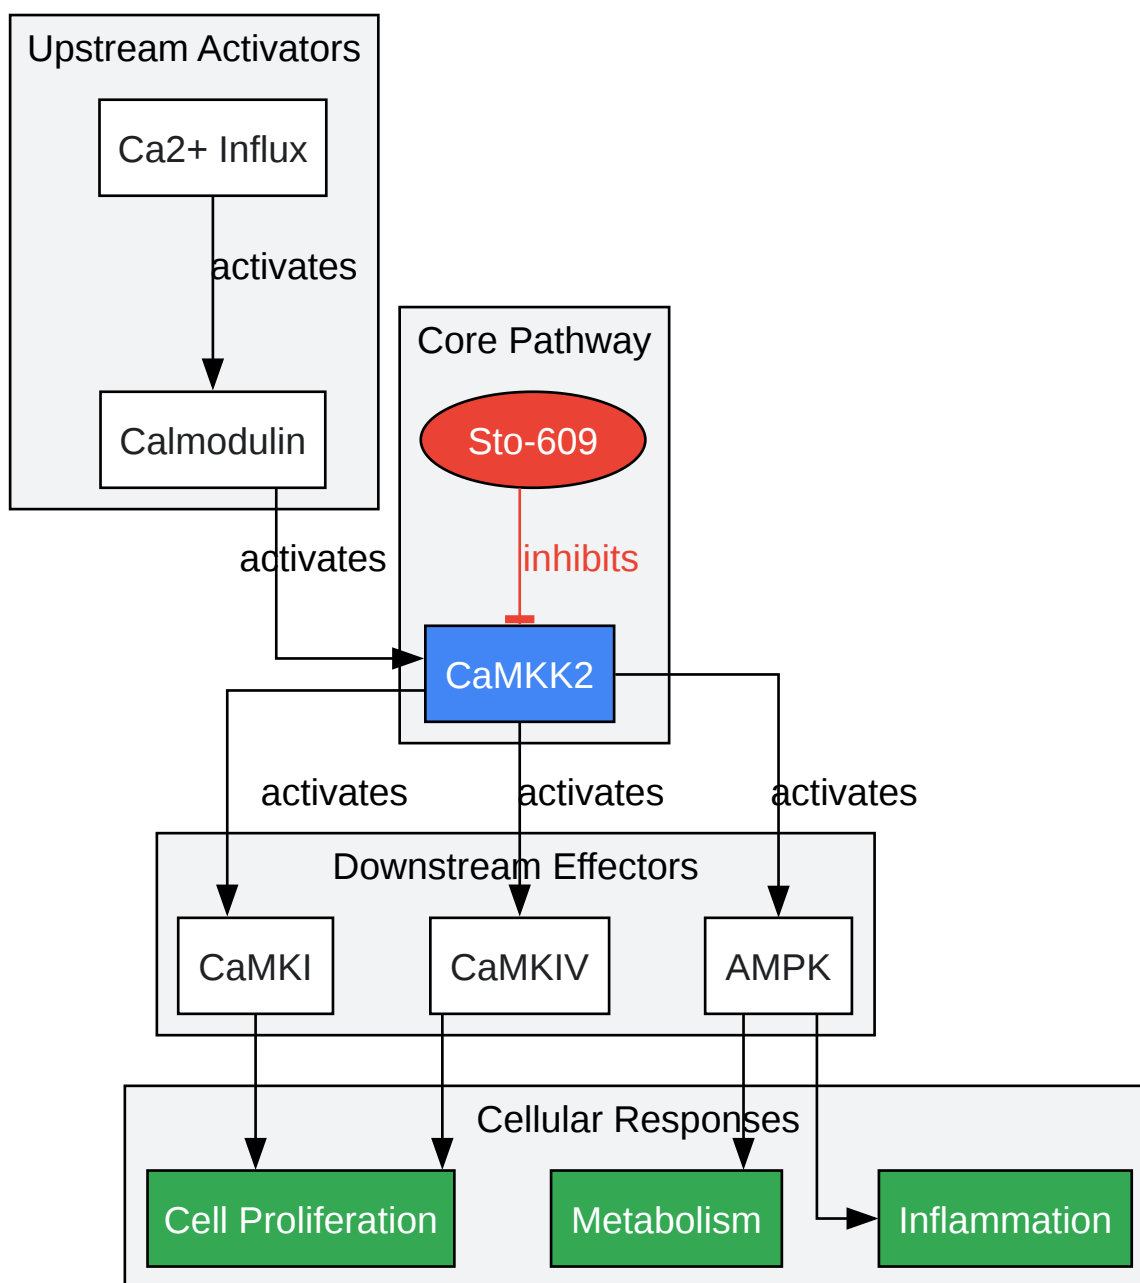 Upstream Activators
Ca2+ Influx
activates
Calmodulin
activates
Core Pathway
Sto-609
inhibits
CaMKK2
activates
activates
activates
Downstream Effectors
CaMKI
CaMKIV
AMPK
Cellular Responses
Cell Proliferation
Metabolism
Inflammation